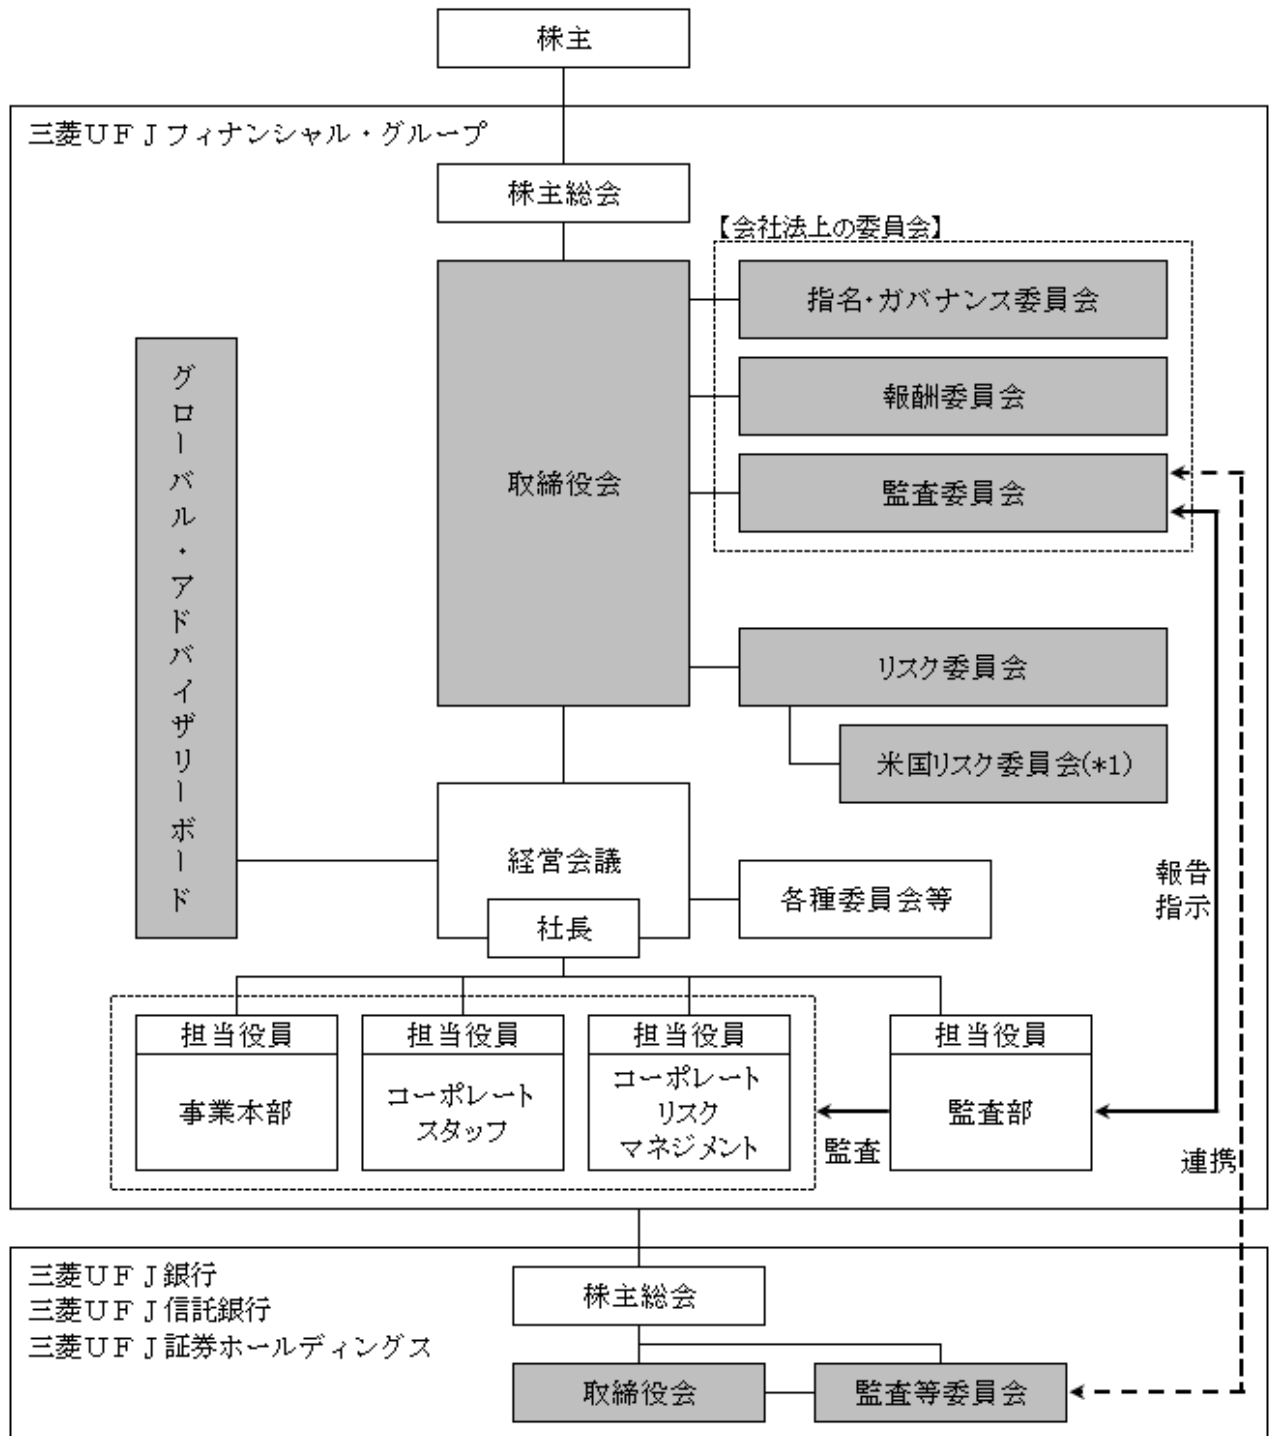 株主
三菱ＵＦＪフィナンシャル・グループ
株主総会
【会社法上の委員会】
指名・ガバナンス委員会
報酬委員会
取締役会
監査委員会
グローバル・アドバイザリーボード
リスク委員会
米国リスク委員会(*1)
経営会議
各種委員会等
社長
報告
指示
担当役員
事業本部
担当役員
コーポレート
スタッフ
担当役員
コーポレート
リスク
マネジメント
監査
担当役員
監査部
連携
三菱ＵＦＪ銀行
三菱ＵＦＪ信託銀行
三菱ＵＦＪ証券ホールディングス
株主総会
取締役会
監査等委員会